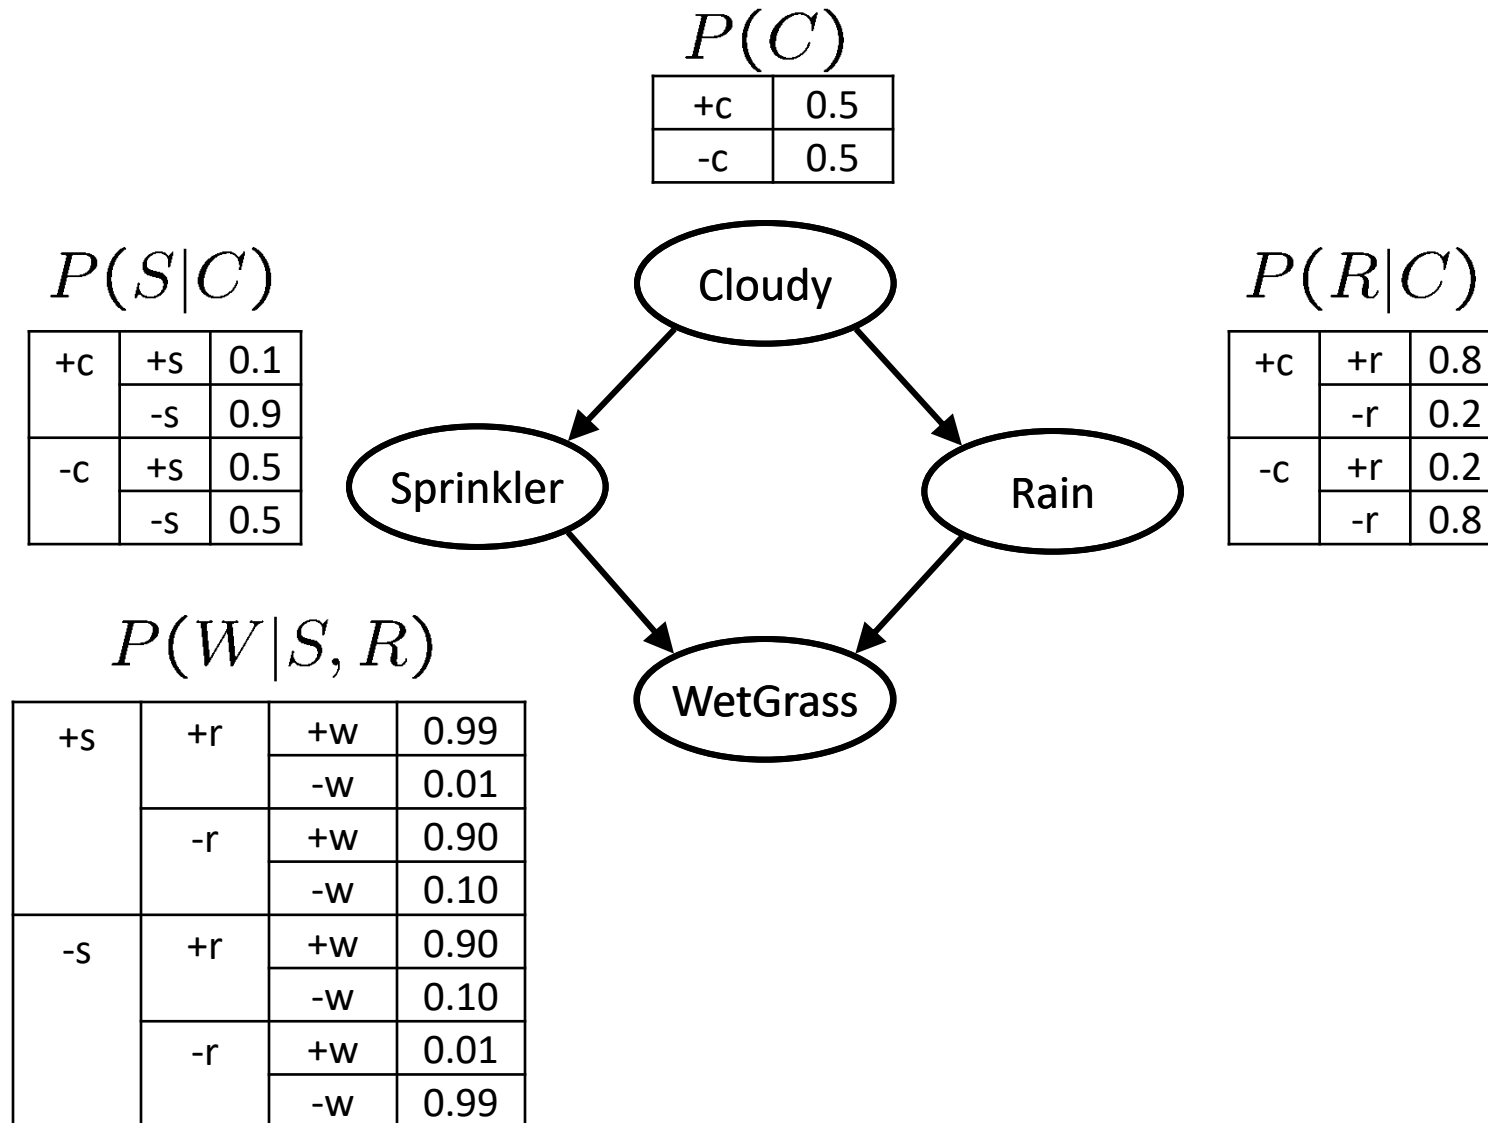 P(C)
+c 0.5
-c 0.5
Cloudy
P(S|C)
+c +s 0.1
-s 0.9
-c +s 0.5
-s 0.5
P(R|C)
+c +r 0.8
-r 0.2
-c +r 0.2
-r 0.8
Sprinkler
Rain
P(W|S, R)
+s +r +w 0.99
-w 0.01
-r +w 0.90
-w 0.10
-s +r +w 0.90
-w 0.10
-r +w 0.01
-w 0.99
WetGrass